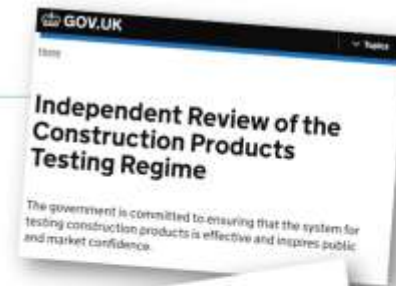 GOV.UK
Topics
Home
Independent Review of the
Construction Products
Testing Regime
The government is committed to ensuring that the system for
testing construction products is effective and inspires public
and market confidence.